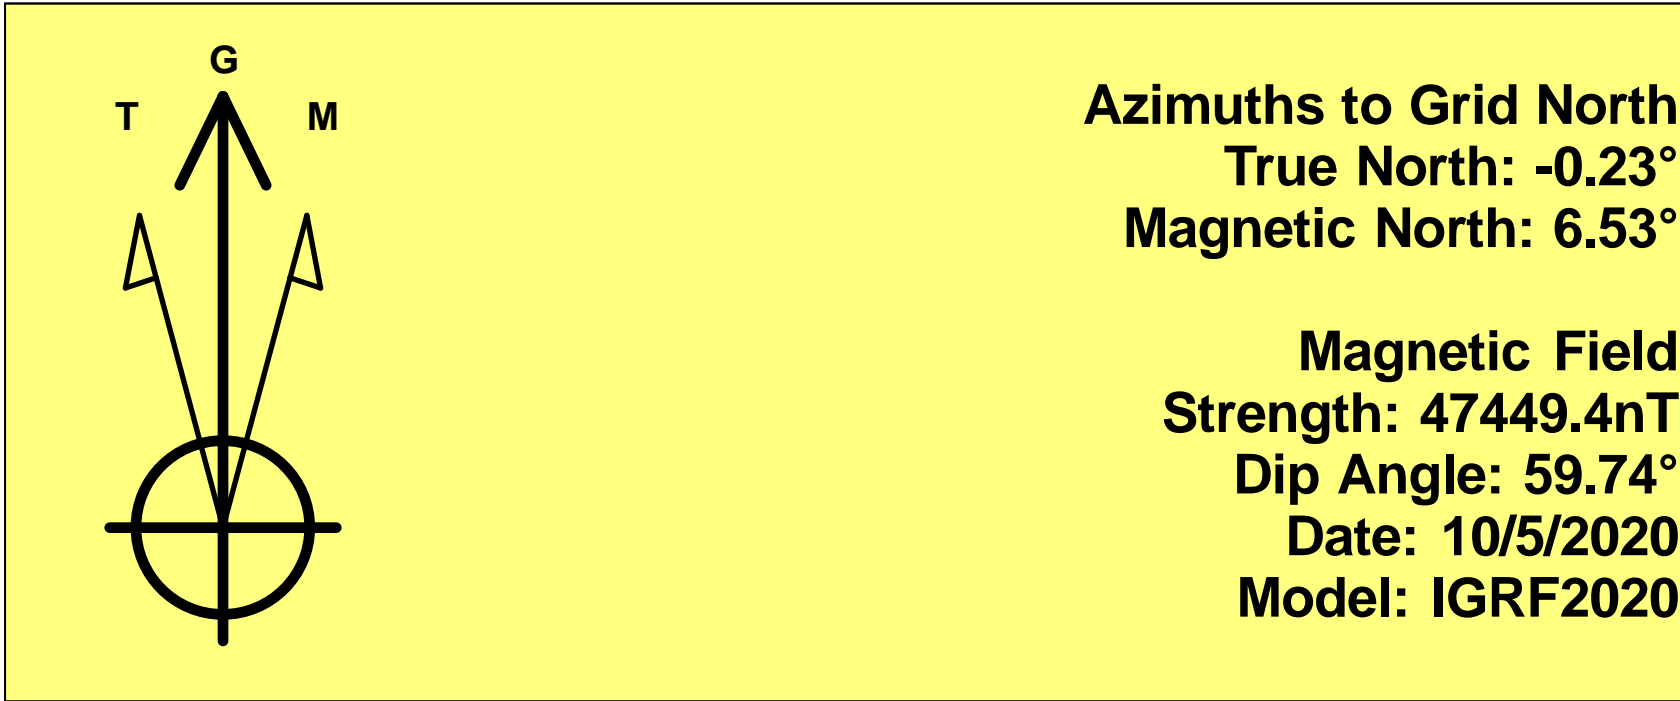 G
T
M
Azimuths to Grid North
True North: -0.23°
Magnetic North: 6.53°
Magnetic Field
Strength: 47449.4nT
Dip Angle: 59.74°
Date: 10/5/2020
Model: IGRF2020